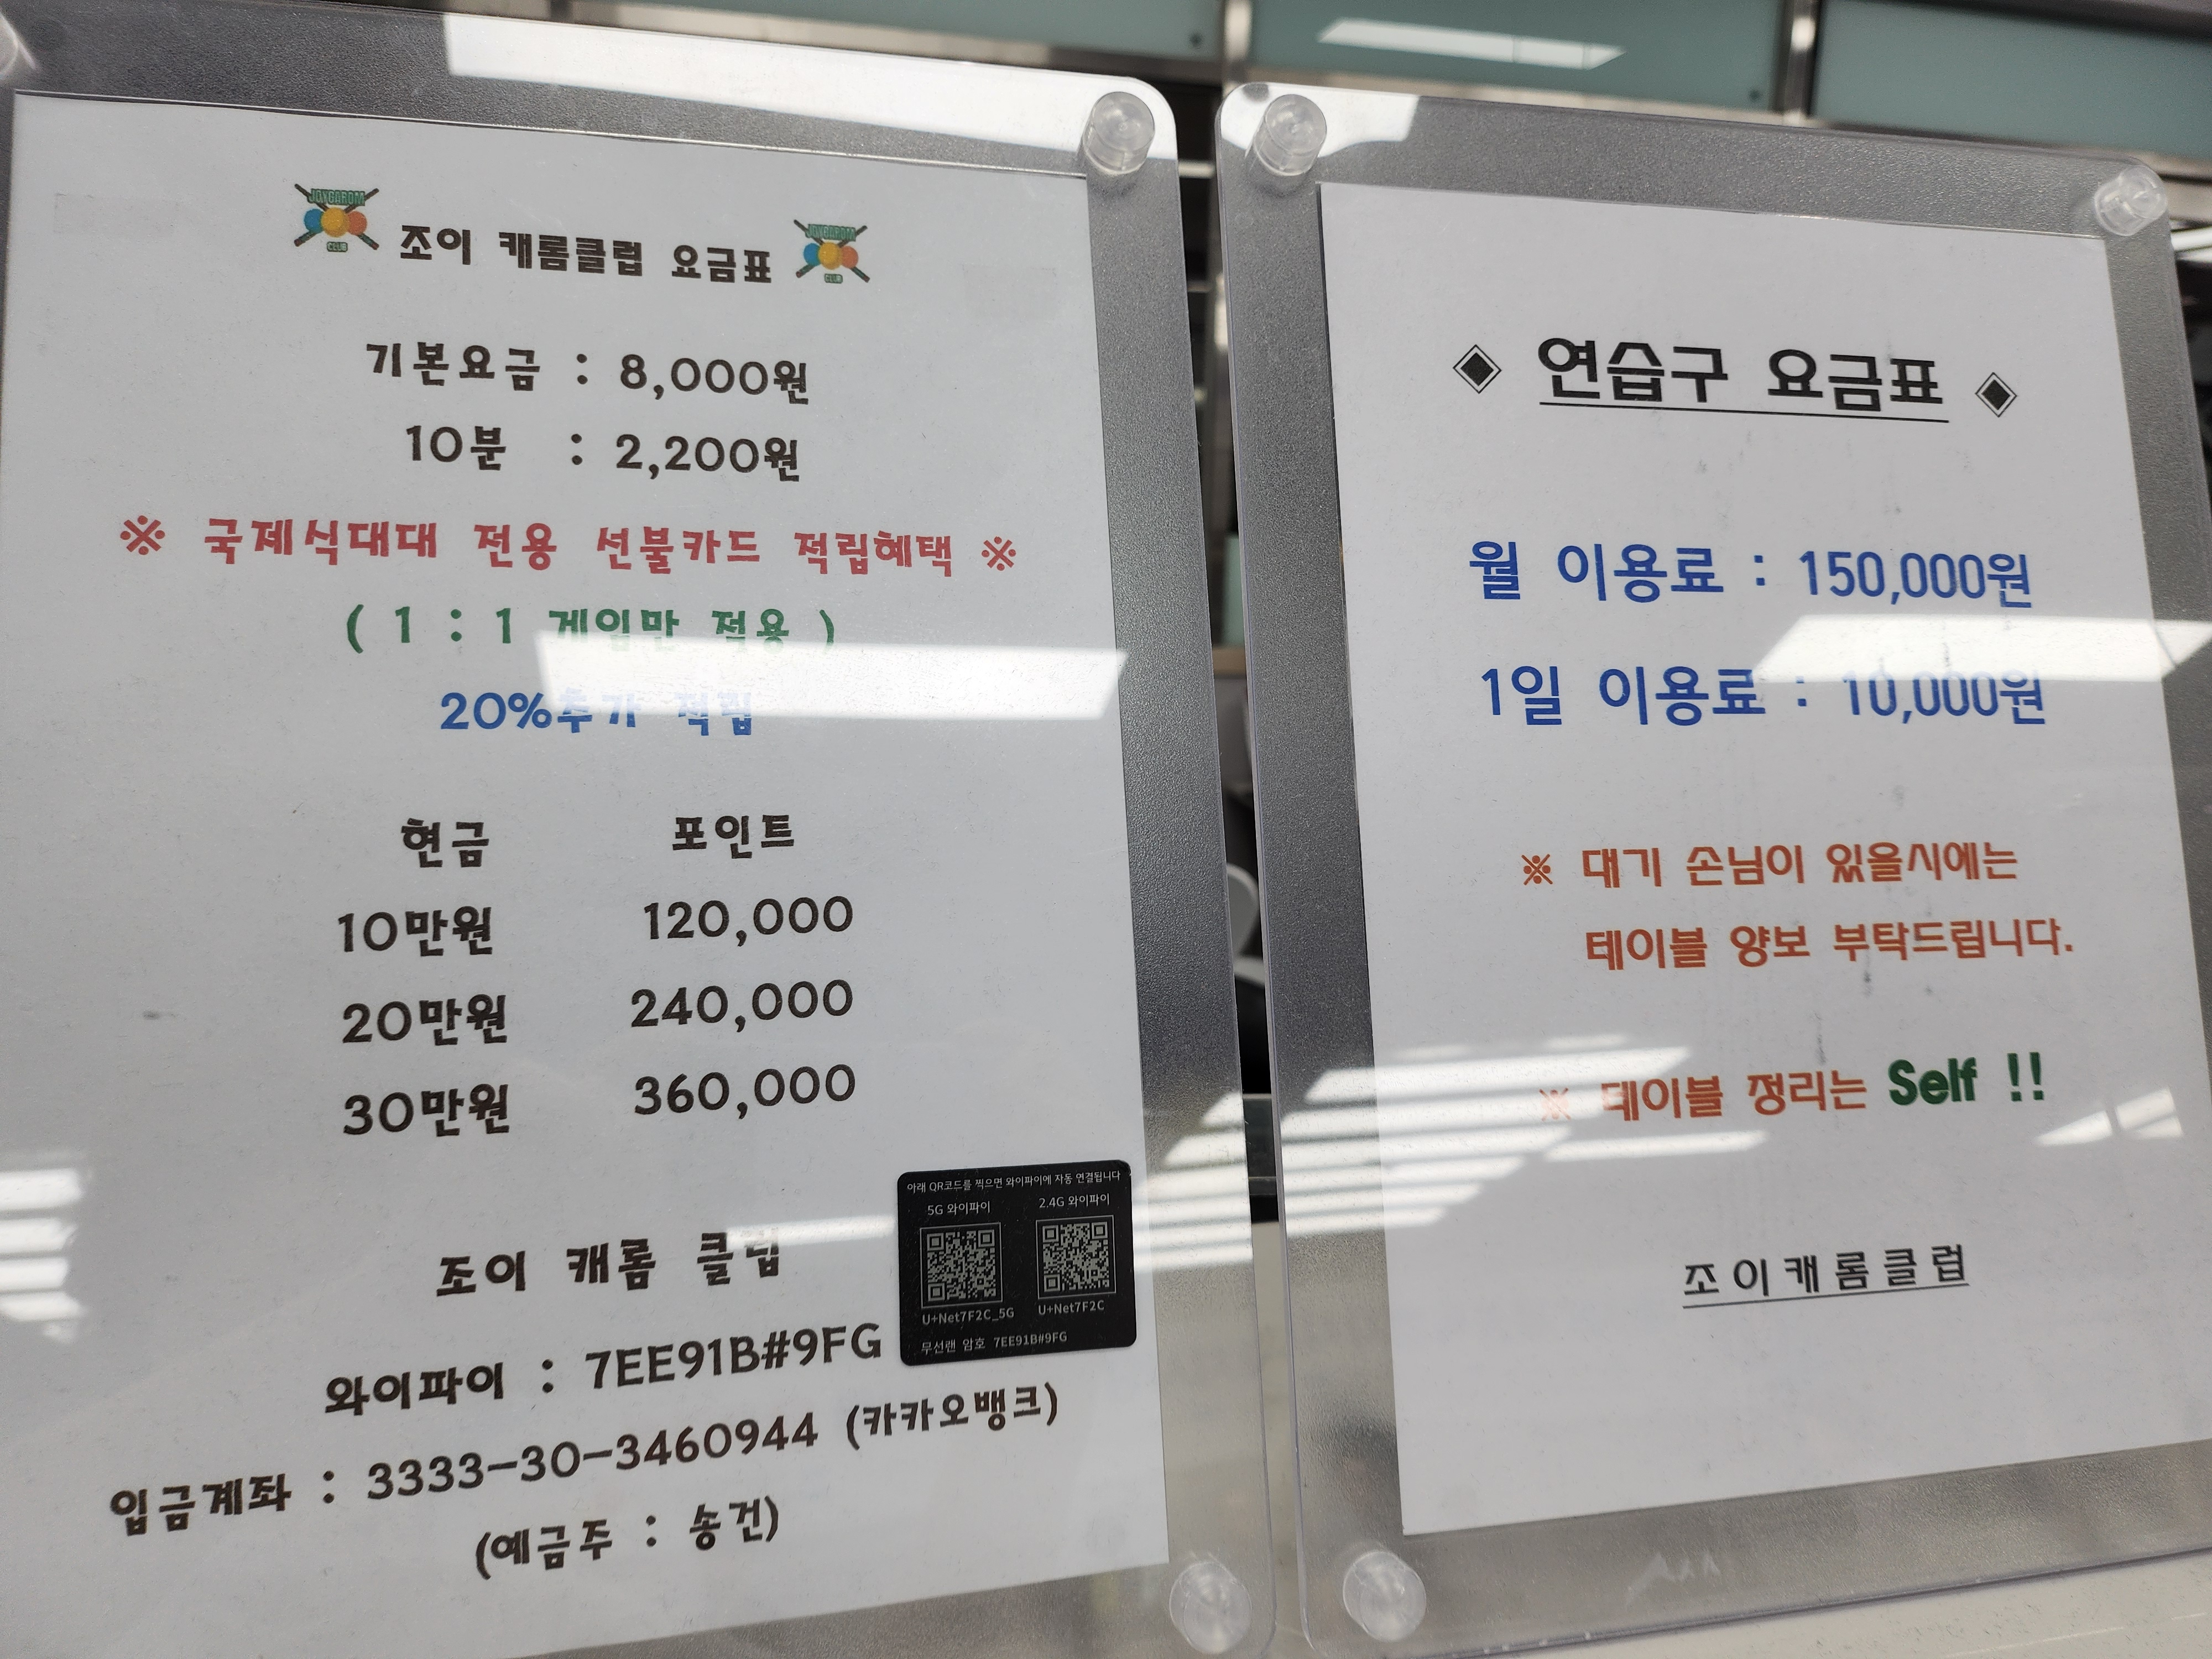 JOYCAROM
CLUB
조이 캐롬클럽 요금표
JOYCAROM
CLUB
기본요금 : 8,000원
10분 : 2,200원
※ 국제식대대 전용 선불카드 적립혜택 ※
( 1 : 1 게임만 적용 )
20%추가 적립
현금 포인트
10만원 120,000
20만원 240,000
30만원 360,000
조이 캐롬 클럽
와이파이 : 7EE91B#9FG
입금계좌 : 3333-30-3460944 (카카오뱅크)
(예금주 : 송건)
아래 QR코드를 찍으면 와이파이에 자동 연결됩니다
5G 와이파이 2.4G 와이파이
U+Net7F2C_5G U+Net7F2C
무선랜 암호 7EE91B#9FG
◈ 연습구 요금표 ◈
월 이용료 : 150,000원
1일 이용료 : 10,000원
※ 대기 손님이 있을시에는
테이블 양보 부탁드립니다.
※ 테이블 정리는 Self !!
조이캐롬클럽